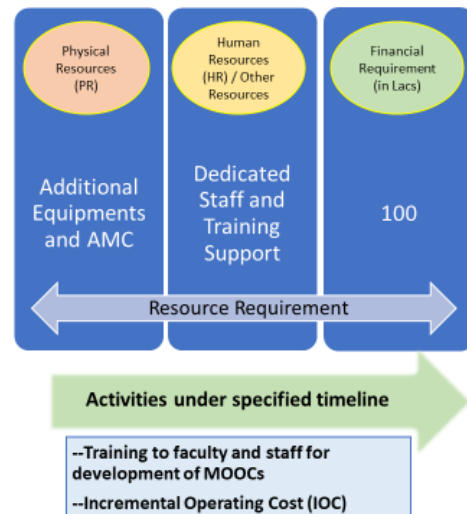 Physical
Resources
(PR)
Human
Resources
(HR) / Other
Resources
Financial
Requirement
(in Lacs)
Additional
Equipments
and AMC
Dedicated
Staff and
Training
Support
100
Resource Requirement
Activities under specified timeline
--Training to faculty and staff for
development of MOOCs
--Incremental Operating Cost (IOC)